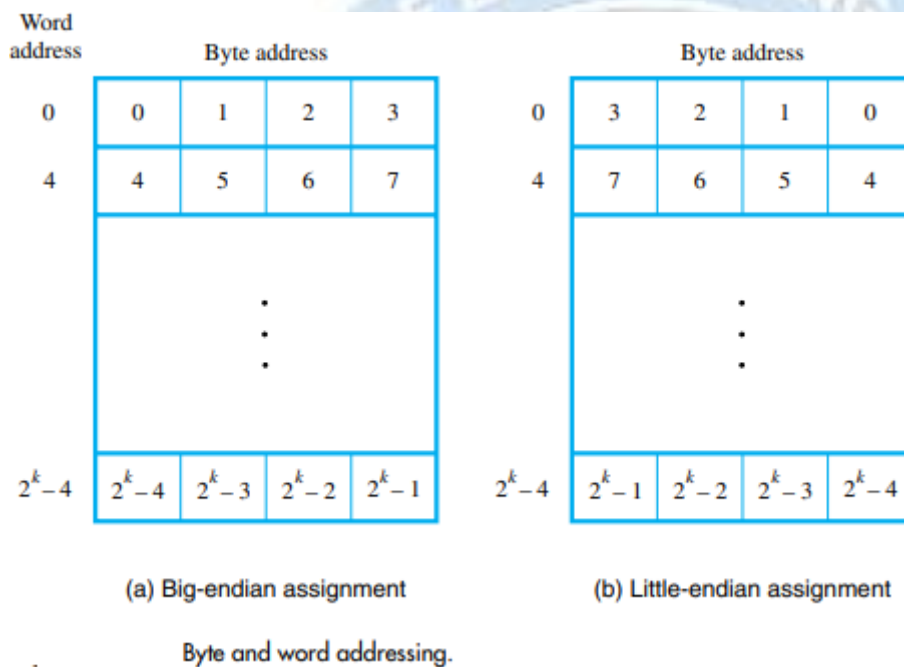 Word
address Byte address Byte address
0 0 1 2 3 0 3 2 1 0
4 4 5 6 7 4 7 6 5 4
2^k – 4 2^k – 4 2^k – 3 2^k – 2 2^k – 1 2^k – 4 2^k – 1 2^k – 2 2^k – 3 2^k – 4
(a) Big-endian assignment (b) Little-endian assignment
Byte and word addressing.